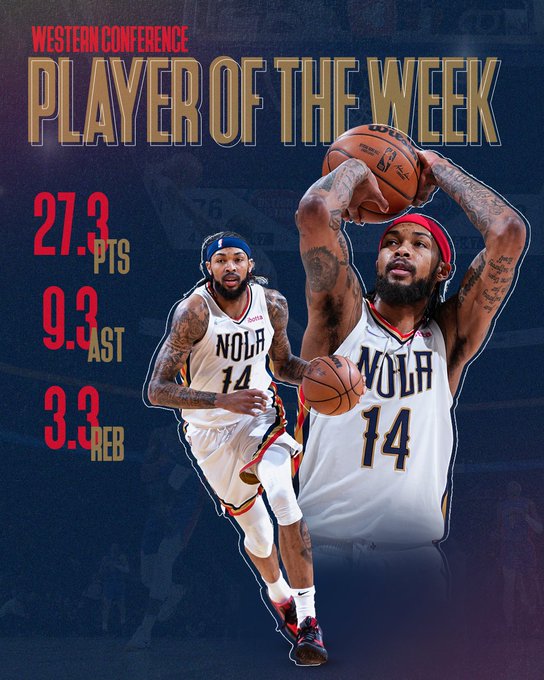 WESTERN CONFERENCE
PLAYER OF THE WEEK
27.3
PTS
9.3
AST
3.3
REB
ibotta
NOLA
14
NOLA
14